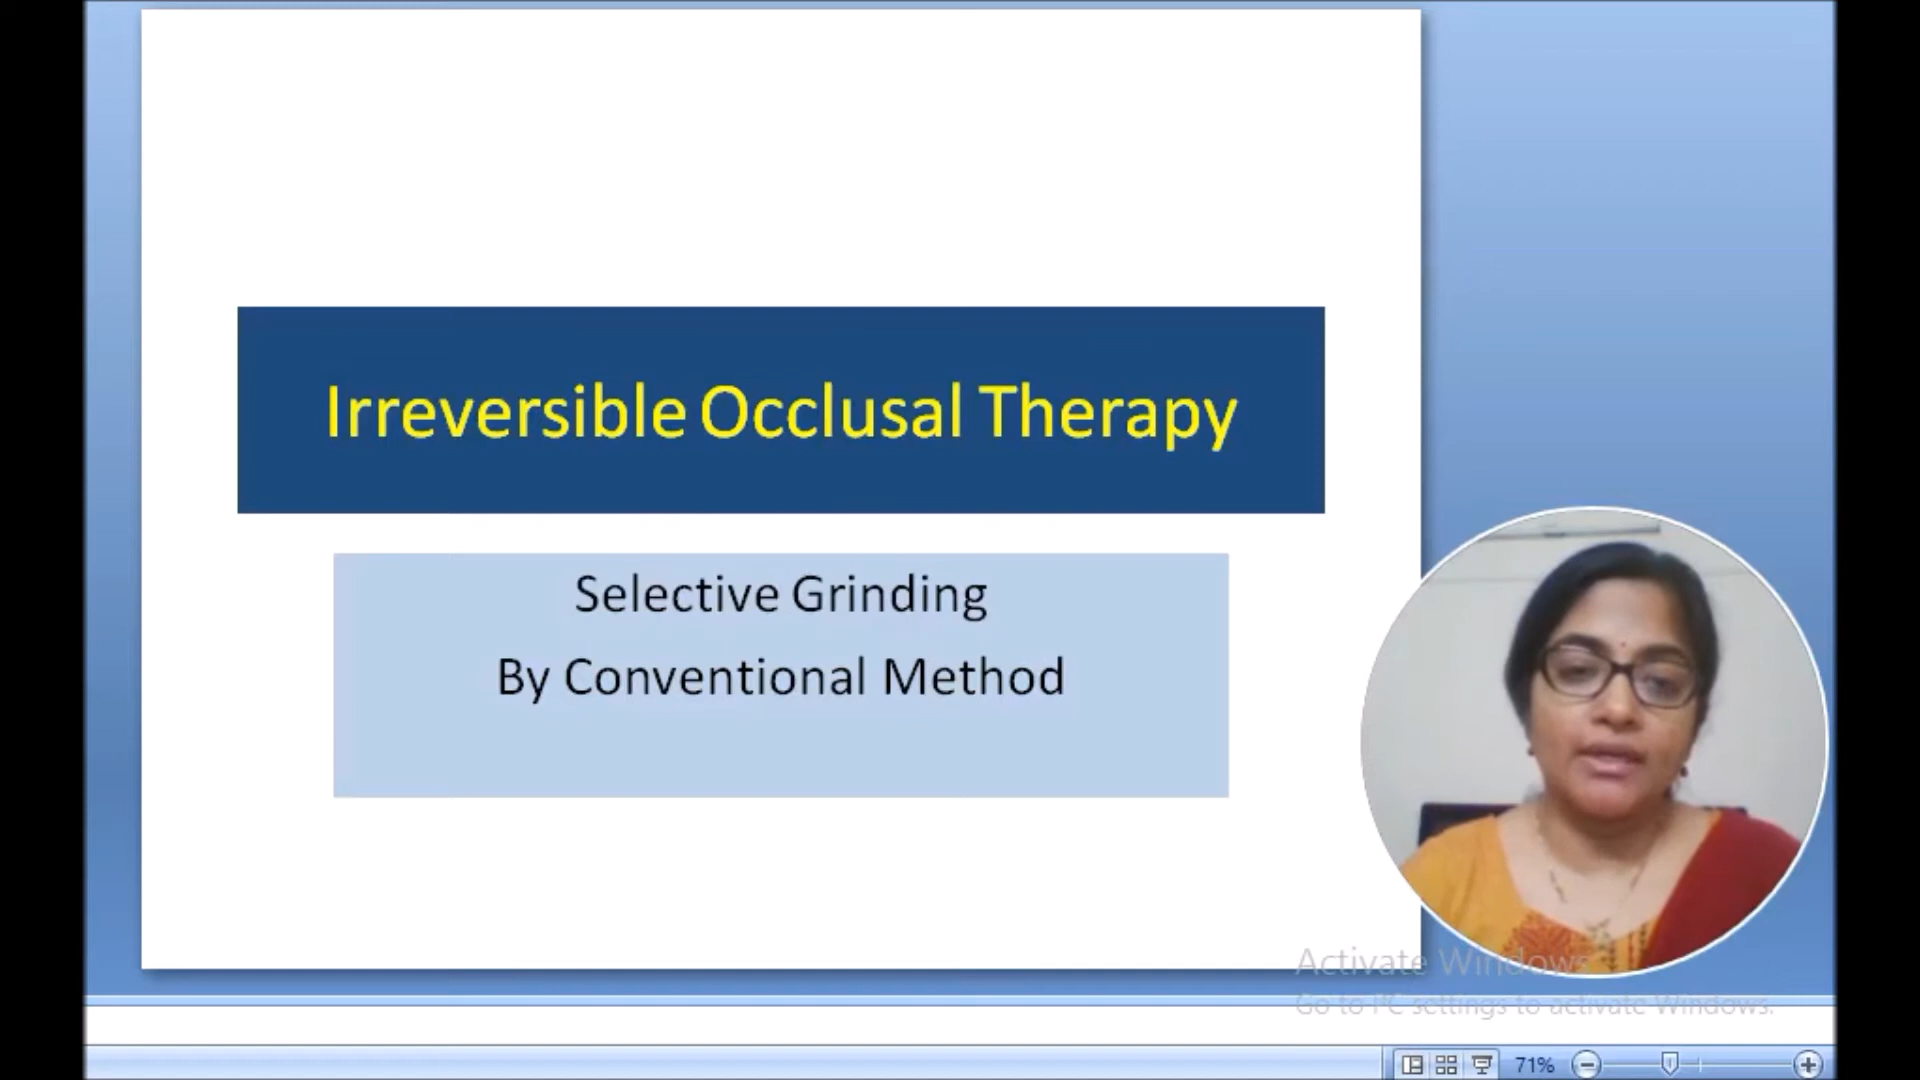 Irreversible Occlusal Therapy
Selective Grinding
By Conventional Method
Activate Windows
Go to PC settings to activate Windows.
71%